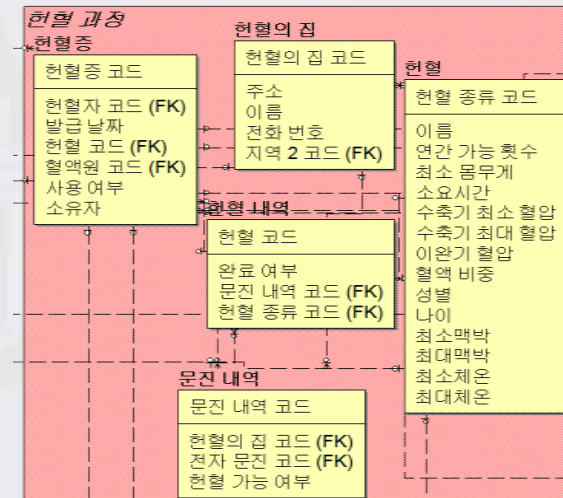 헌혈 과정
헌혈증
헌혈증 코드
헌혈자 코드 (FK)
발급 날짜
헌혈 코드 (FK)
혈액원 코드 (FK)
사용 여부
소유자
헌혈의 집
헌혈의 집 코드
주소
이름
전화 번호
지역 2 코드 (FK)
헌혈
헌혈 종류 코드
이름
연간 가능 횟수
최소 몸무게
소요시간
수축기 최소 혈압
수축기 최대 혈압
이완기 혈압
혈액 비중
성별
나이
최소맥박
최대맥박
최소체온
최대체온
헌혈 내역
헌혈 코드
완료 여부
문진 내역 코드 (FK)
헌혈 종류 코드 (FK)
문진 내역
문진 내역 코드
헌혈의 집 코드 (FK)
전자 문진 코드 (FK)
헌혈 가능 여부